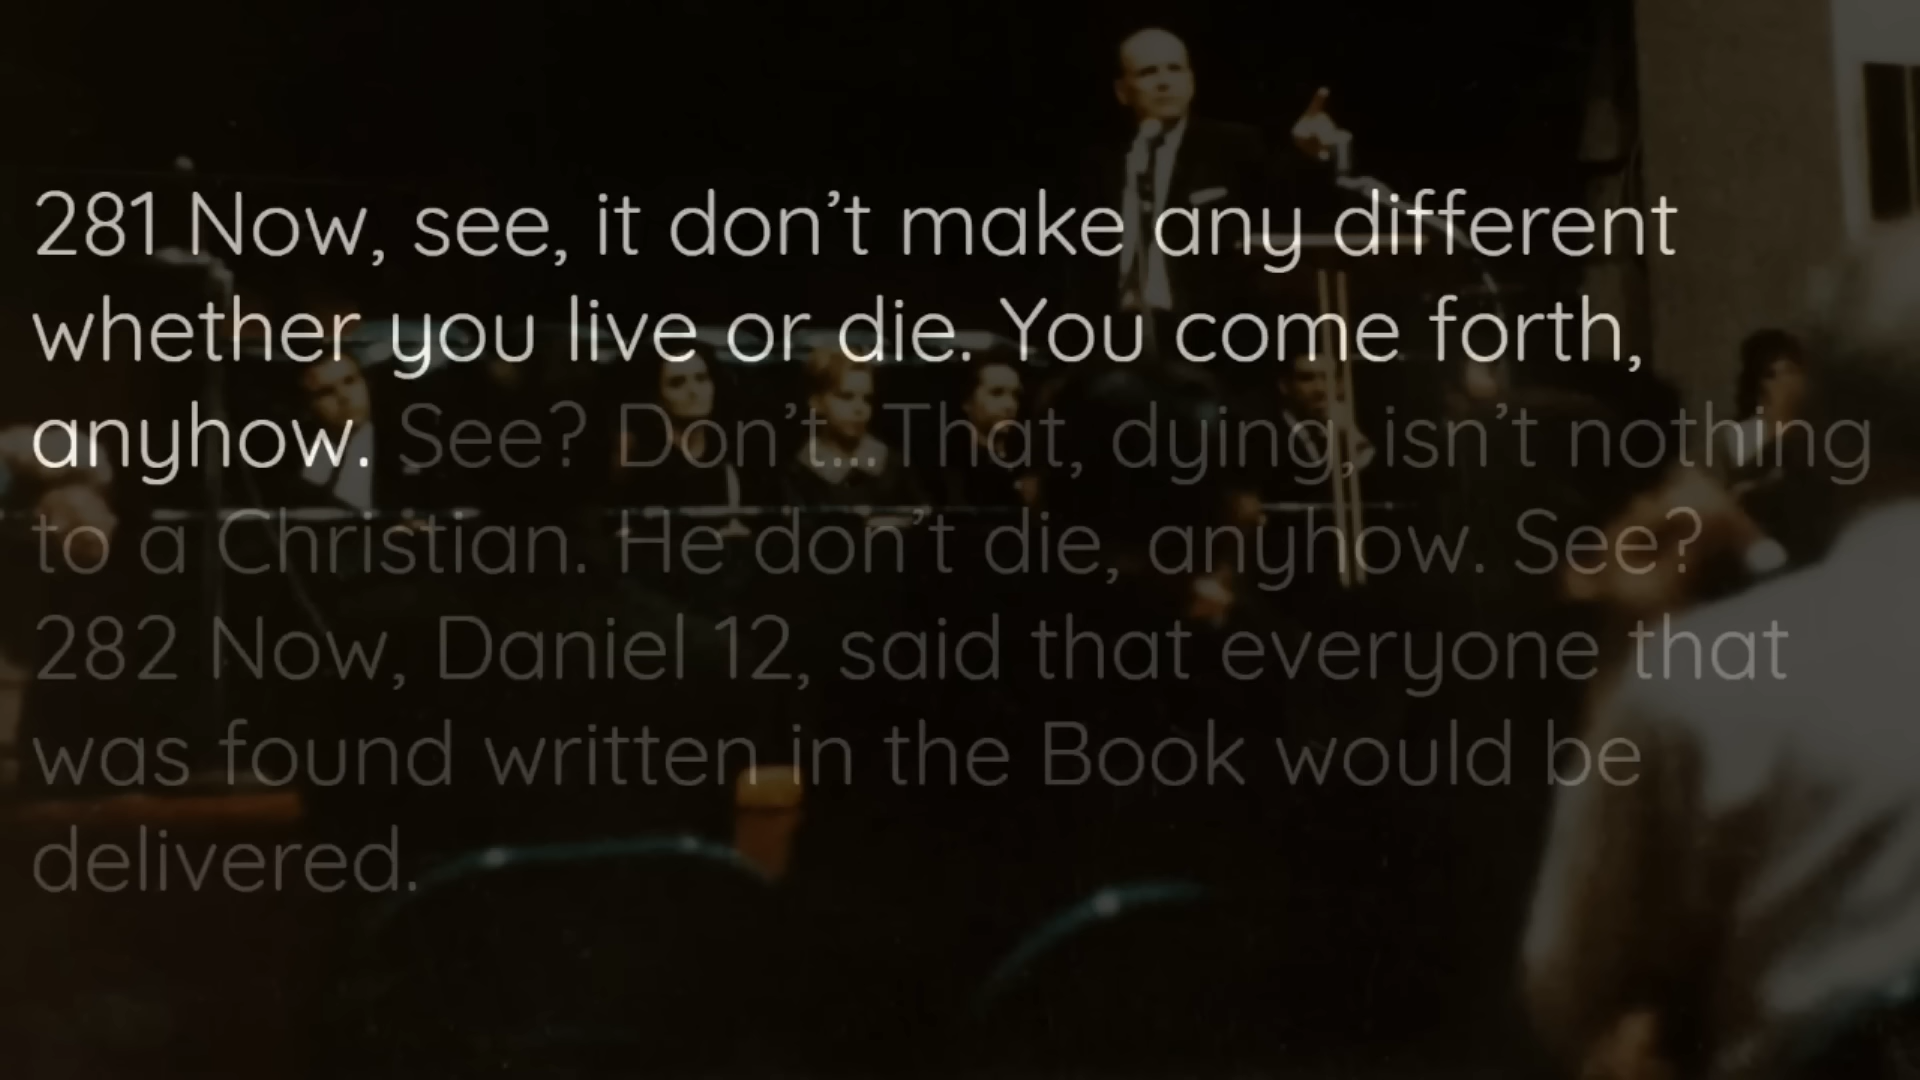 281 Now, see, it don’t make any different
whether you live or die. You come forth,
anyhow. See? Don’t...That, dying, isn’t nothing
to a Christian. He don’t die, anyhow. See?
282 Now, Daniel 12, said that everyone that
was found written in the Book would be
delivered.